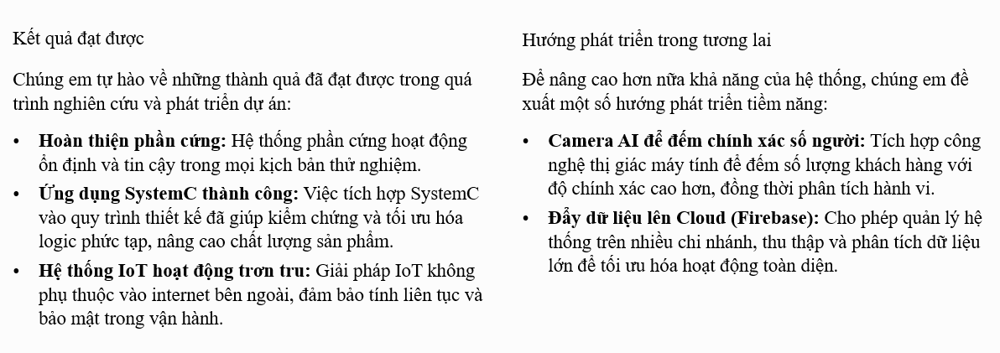 Kết quả đạt được
Chúng em tự hào về những thành quả đã đạt được trong quá
trình nghiên cứu và phát triển dự án:
• Hoàn thiện phần cứng: Hệ thống phần cứng hoạt động
ổn định và tin cậy trong mọi kịch bản thử nghiệm.
• Ứng dụng SystemC thành công: Việc tích hợp SystemC
vào quy trình thiết kế đã giúp kiểm chứng và tối ưu hóa
logic phức tạp, nâng cao chất lượng sản phẩm.
• Hệ thống IoT hoạt động trơn tru: Giải pháp IoT không
phụ thuộc vào internet bên ngoài, đảm bảo tính liên tục và
bảo mật trong vận hành.
Hướng phát triển trong tương lai
Để nâng cao hơn nữa khả năng của hệ thống, chúng em đề
xuất một số hướng phát triển tiềm năng:
• Camera AI để đếm chính xác số người: Tích hợp công
nghệ thị giác máy tính để đếm số lượng khách hàng với
độ chính xác cao hơn, đồng thời phân tích hành vi.
• Đẩy dữ liệu lên Cloud (Firebase): Cho phép quản lý hệ
thống trên nhiều chi nhánh, thu thập và phân tích dữ liệu
lớn để tối ưu hóa hoạt động toàn diện.